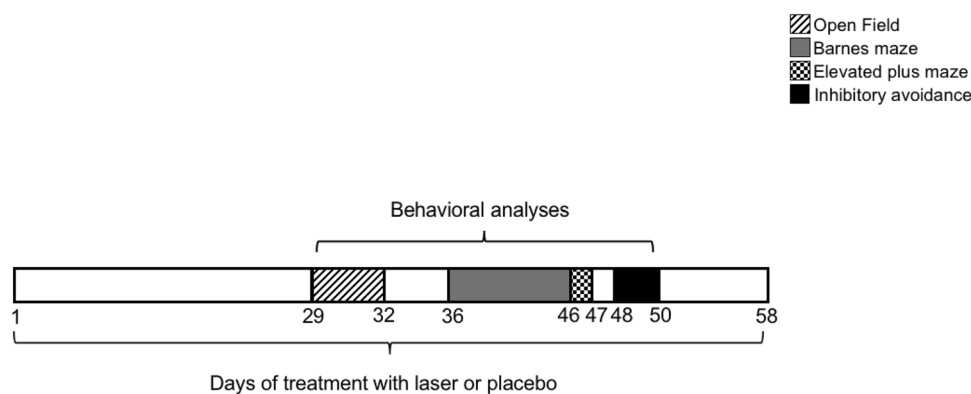 Open Field
Barnes maze
Elevated plus maze
Inhibitory avoidance
Behavioral analyses
1 29 32 36 46 47 48 50 58
Days of treatment with laser or placebo